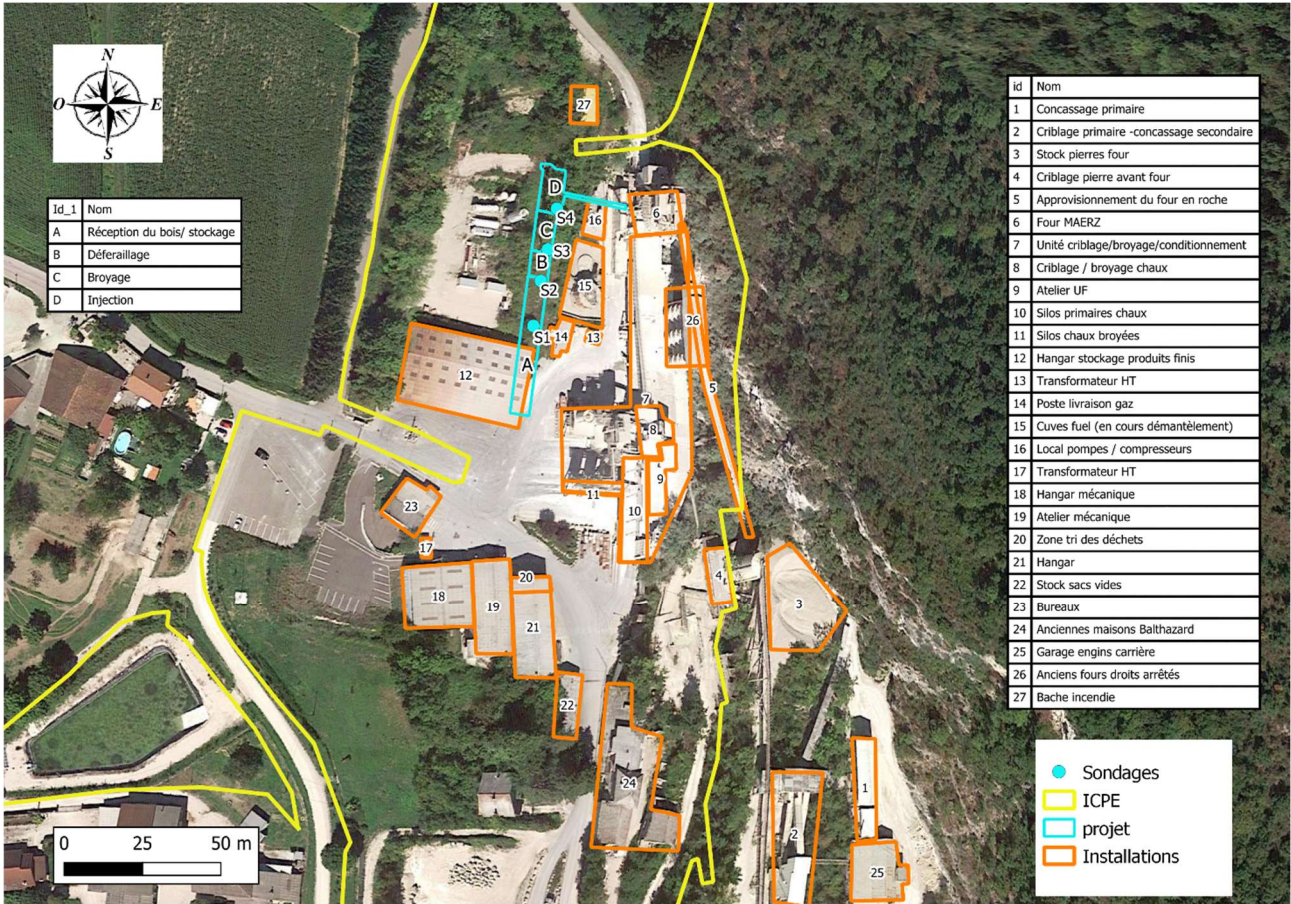 N
O
E
S
Id_1 Nom
A Réception du bois/ stockage
B Déferaillage
C Broyage
D Injection
id Nom
1 Concassage primaire
2 Criblage primaire -concassage secondaire
3 Stock pierres four
4 Criblage pierre avant four
5 Approvisionnement du four en roche
6 Four MAERZ
7 Unité criblage/broyage/conditionnement
8 Criblage / broyage chaux
9 Atelier UF
10 Silos primaires chaux
11 Silos chaux broyées
12 Hangar stockage produits finis
13 Transformateur HT
14 Poste livraison gaz
15 Cuves fuel (en cours démantèlement)
16 Local pompes / compresseurs
17 Transformateur HT
18 Hangar mécanique
19 Atelier mécanique
20 Zone tri des déchets
21 Hangar
22 Stock sacs vides
23 Bureaux
24 Anciennes maisons Balthazard
25 Garage engins carrière
26 Anciens fours droits arrêtés
27 Bache incendie
27
D
S4
16
6
C
S3
B
S2
15
26
S1
14
13
A
12
5
7
8
9
11
10
23
17
4
20
18
19
21
3
22
24
1
2
25
Sondages
ICPE
projet
Installations
0 25 50 m